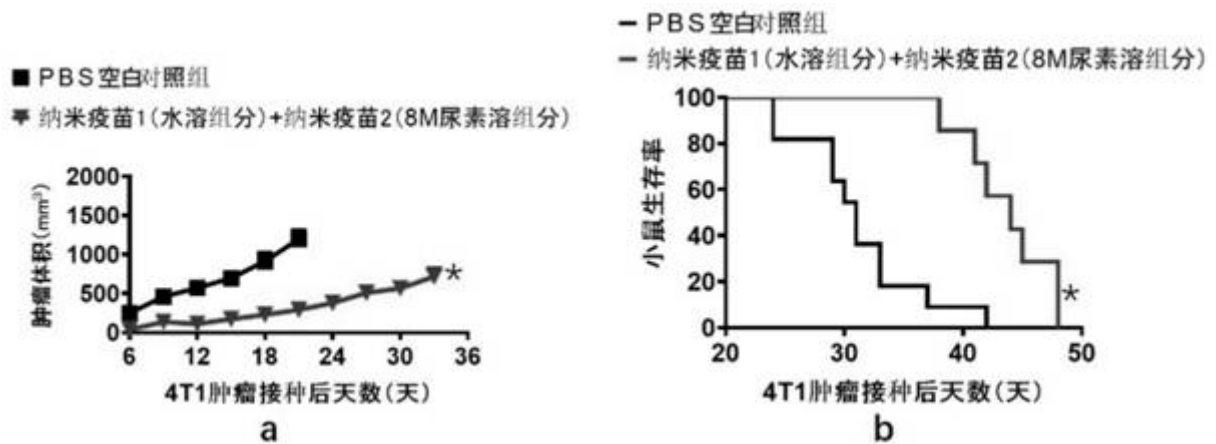 ■ PBS空白对照组
▼ 纳米疫苗1(水溶组分)+纳米疫苗2(8M尿素溶组分)
肿瘤体积(mm³)
2000
1500
1000
500
0
6 12 18 24 30 36
*
4T1肿瘤接种后天数(天)
a
PBS空白对照组
纳米疫苗1(水溶组分)+纳米疫苗2(8M尿素溶组分)
小鼠生存率
100
80
60
40
20
0
20 30 40 50
*
4T1肿瘤接种后天数(天)
b